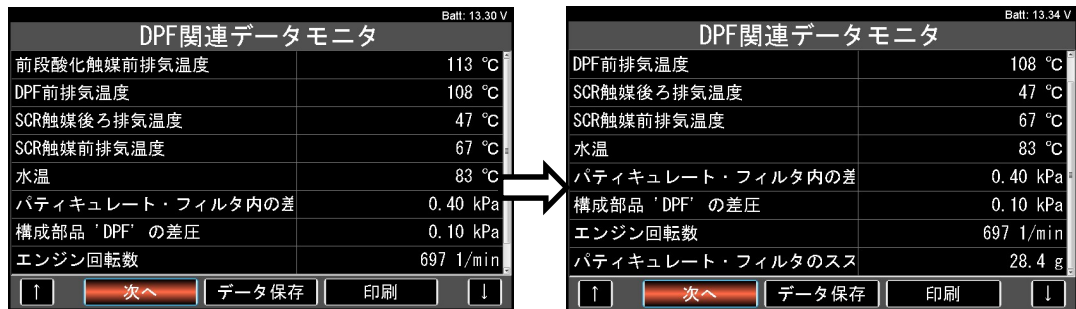 Batt: 13.30 V
DPF関連データモニタ
前段酸化触媒前排気温度 113 ℃
DPF前排気温度 108 ℃
SCR触媒後ろ排気温度 47 ℃
SCR触媒前排気温度 67 ℃
水温 83 ℃
パティキュレート・フィルタ内の差 0.40 kPa
構成部品 'DPF' の差圧 0.10 kPa
エンジン回転数 697 1/min
↑ 次へ データ保存 印刷 ↓
Batt: 13.34 V
DPF関連データモニタ
DPF前排気温度 108 ℃
SCR触媒後ろ排気温度 47 ℃
SCR触媒前排気温度 67 ℃
水温 83 ℃
パティキュレート・フィルタ内の差 0.40 kPa
構成部品 'DPF' の差圧 0.10 kPa
エンジン回転数 697 1/min
パティキュレート・フィルタのスス 28.4 g
↑ 次へ データ保存 印刷 ↓